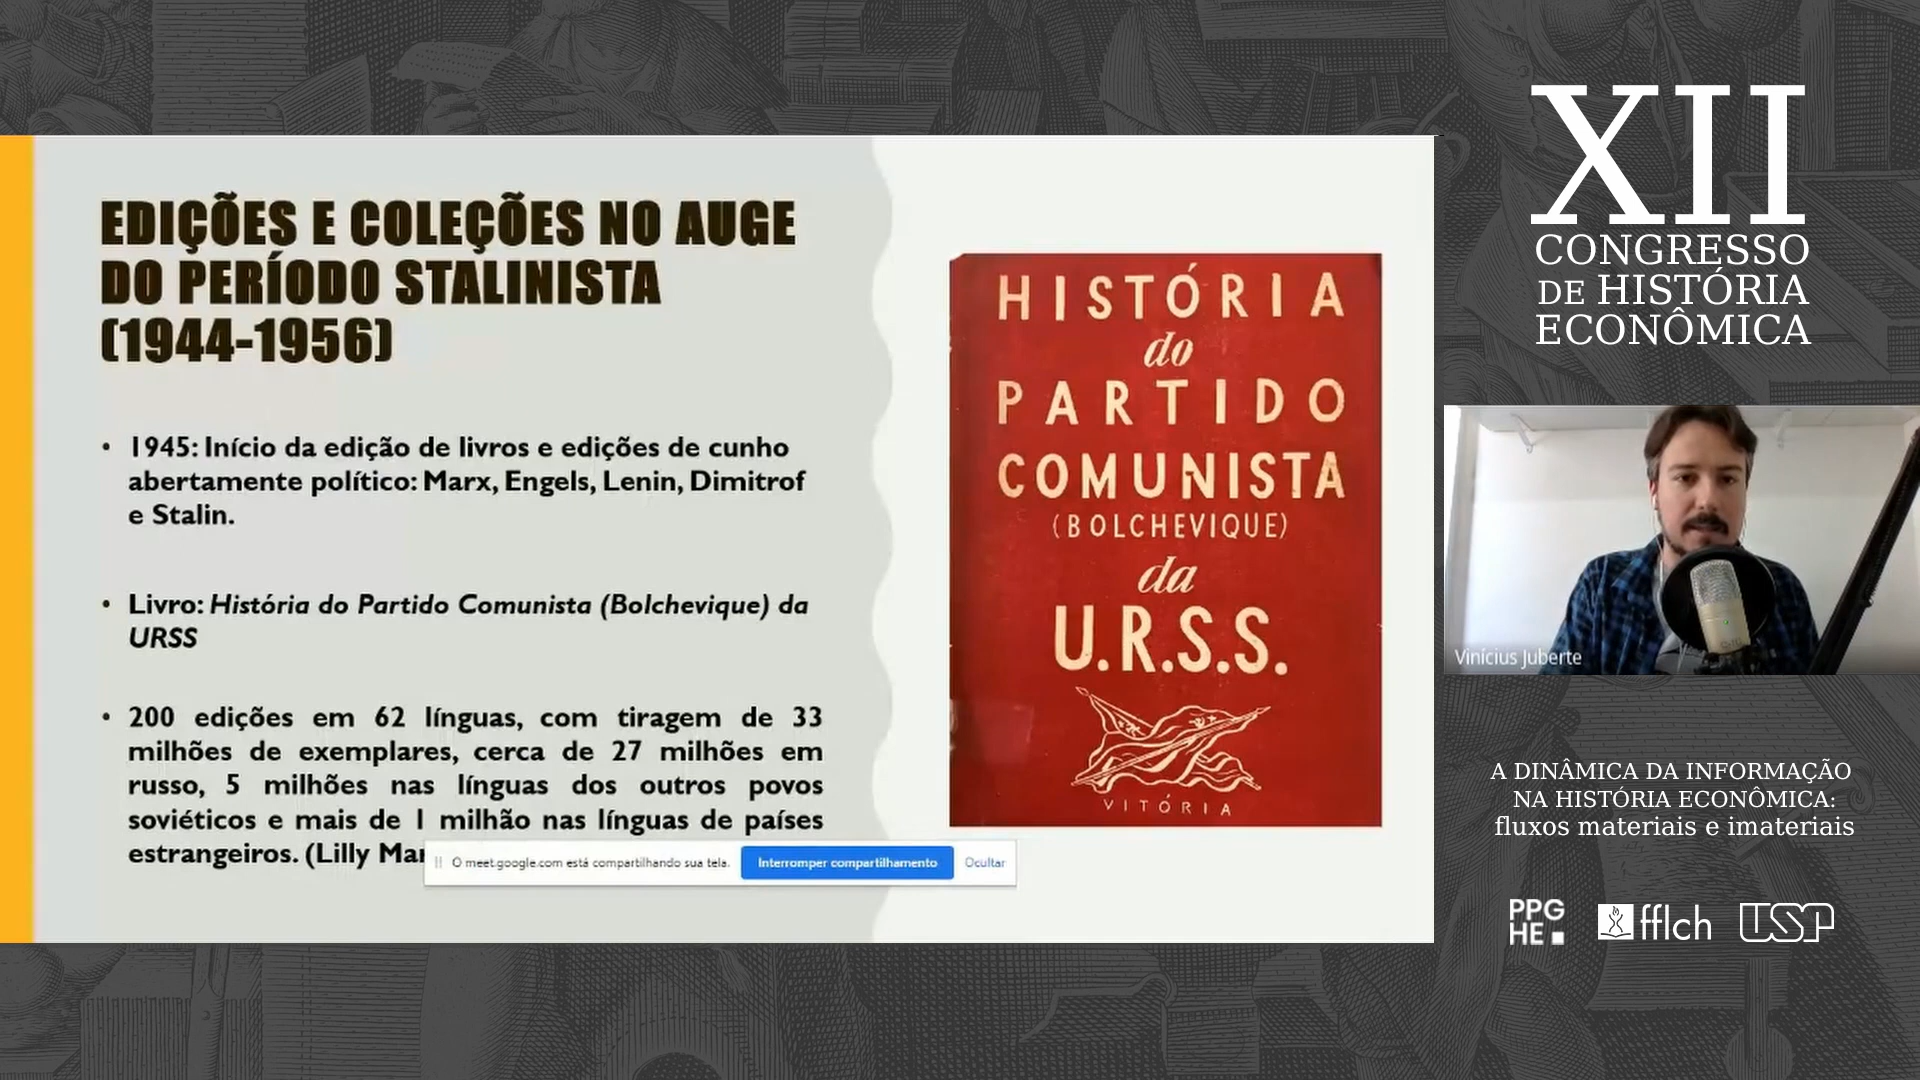 EDIÇÕES E COLEÇÕES NO AUGE
DO PERÍODO STALINISTA
(1944-1956)
• 1945: Início da edição de livros e edições de cunho
abertamente político: Marx, Engels, Lenin, Dimitrof
e Stalin.
• Livro: História do Partido Comunista (Bolchevique) da
URSS
• 200 edições em 62 línguas, com tiragem de 33
milhões de exemplares, cerca de 27 milhões em
russo, 5 milhões nas línguas dos outros povos
soviéticos e mais de 1 milhão nas línguas de países
estrangeiros. (Lilly
O meet.google.com está compartilhando sua tela.
Interromper compartilhamento
Ocultar
HISTÓRIA
do
PARTIDO
COMUNISTA
(BOLCHEVIQUE)
da
U.R.S.S.
VITÓRIA
XII
CONGRESSO
DE HISTÓRIA
ECONÔMICA
Vinícius Juberte
A DINÂMICA DA INFORMAÇÃO
NA HISTÓRIA ECONÔMICA:
fluxos materiais e imateriais
PPG
HE
fflch
USP